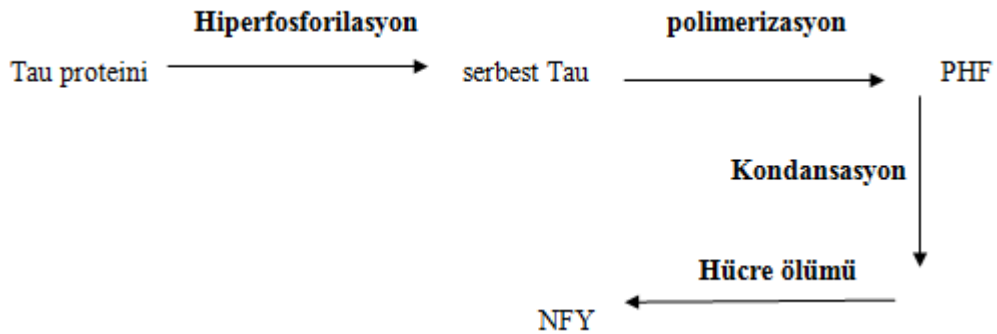 Hiperfosforilasyon
polimerizasyon
Tau proteini
serbest Tau
PHF
Kondansasyon
Hücre ölümü
NFY